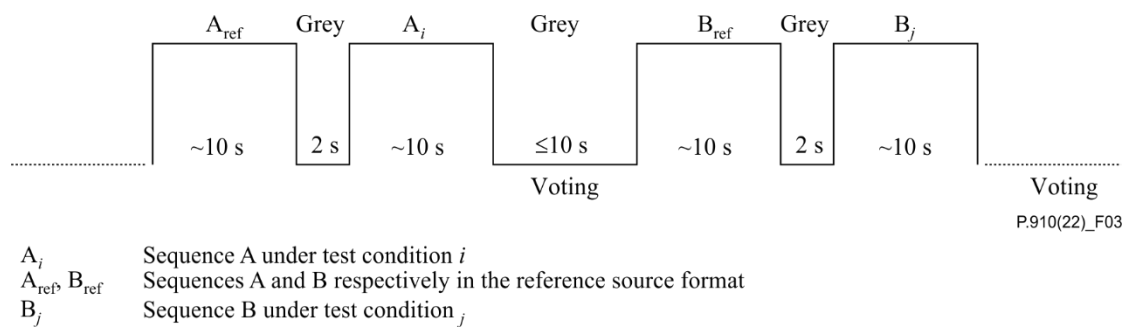 A_ref Grey A_i Grey B_ref Grey B_j
~10 s 2 s ~10 s ≤10 s ~10 s 2 s ~10 s
Voting Voting
P.910(22)_F03
A_i Sequence A under test condition i
A_ref, B_ref Sequences A and B respectively in the reference source format
B_j Sequence B under test condition j